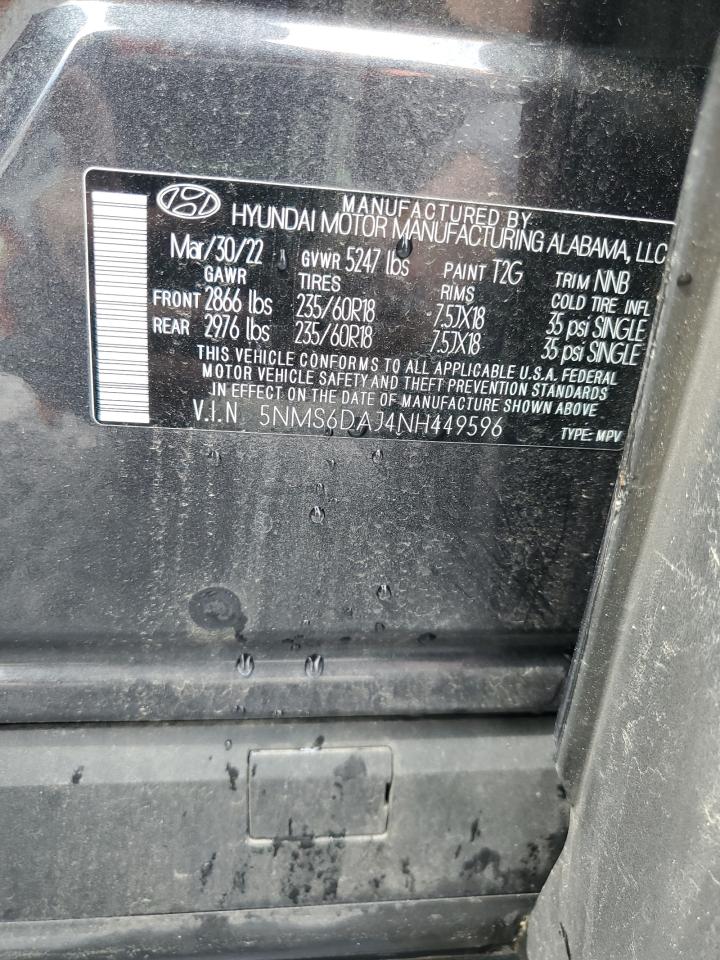 MANUFACTURED BY
HYUNDAI MOTOR MANUFACTURING ALABAMA, LLC
Mar/30/22 GVWR 5247 lbs PAINT T2G TRIM NNB
GAWR TIRES RIMS COLD TIRE INFL
FRONT 2866 lbs 235/60R18 7.5JX18 35 psi SINGLE
REAR 2976 lbs 235/60R18 7.5JX18 35 psi SINGLE
THIS VEHICLE CONFORMS TO ALL APPLICABLE U.S.A. FEDERAL
MOTOR VEHICLE SAFETY AND THEFT PREVENTION STANDARDS
IN EFFECT ON THE DATE OF MANUFACTURE SHOWN ABOVE
V.I.N 5NMS6DAJ4NH449596 TYPE: MPV